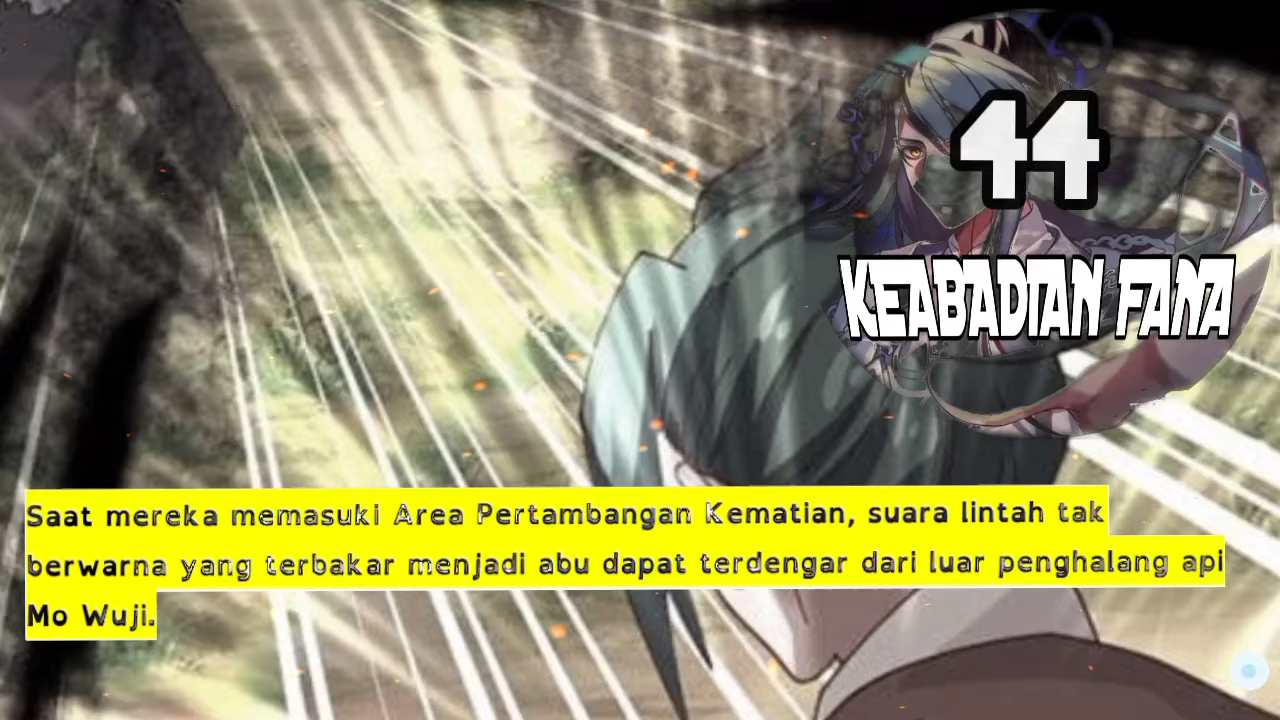 44
KEABADIAN FANA
Saat mereka memasuki Area Pertambangan Kematian, suara lintah tak
berwarna yang terbakar menjadi abu dapat terdengar dari luar penghalang api
Mo Wuji.